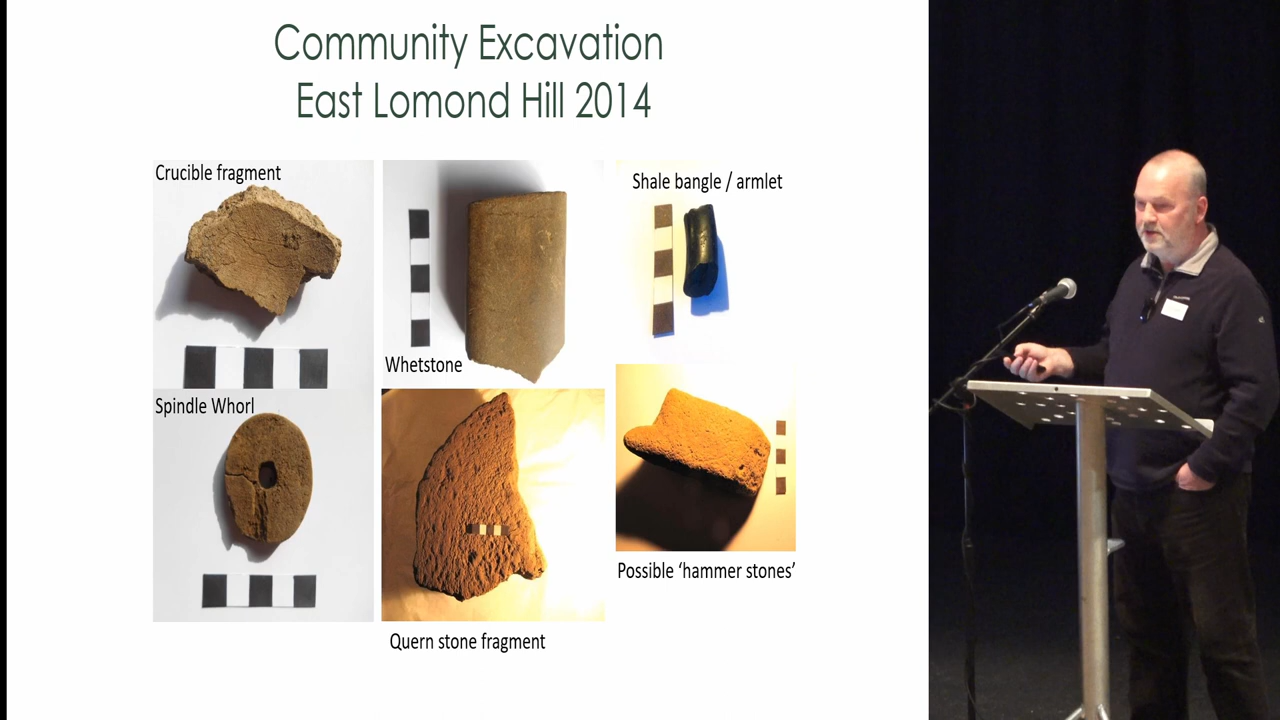 Community Excavation
East Lomond Hill 2014
Crucible fragment
Whetstone
Shale bangle / armlet
Spindle Whorl
Quern stone fragment
Possible ‘hammer stones’